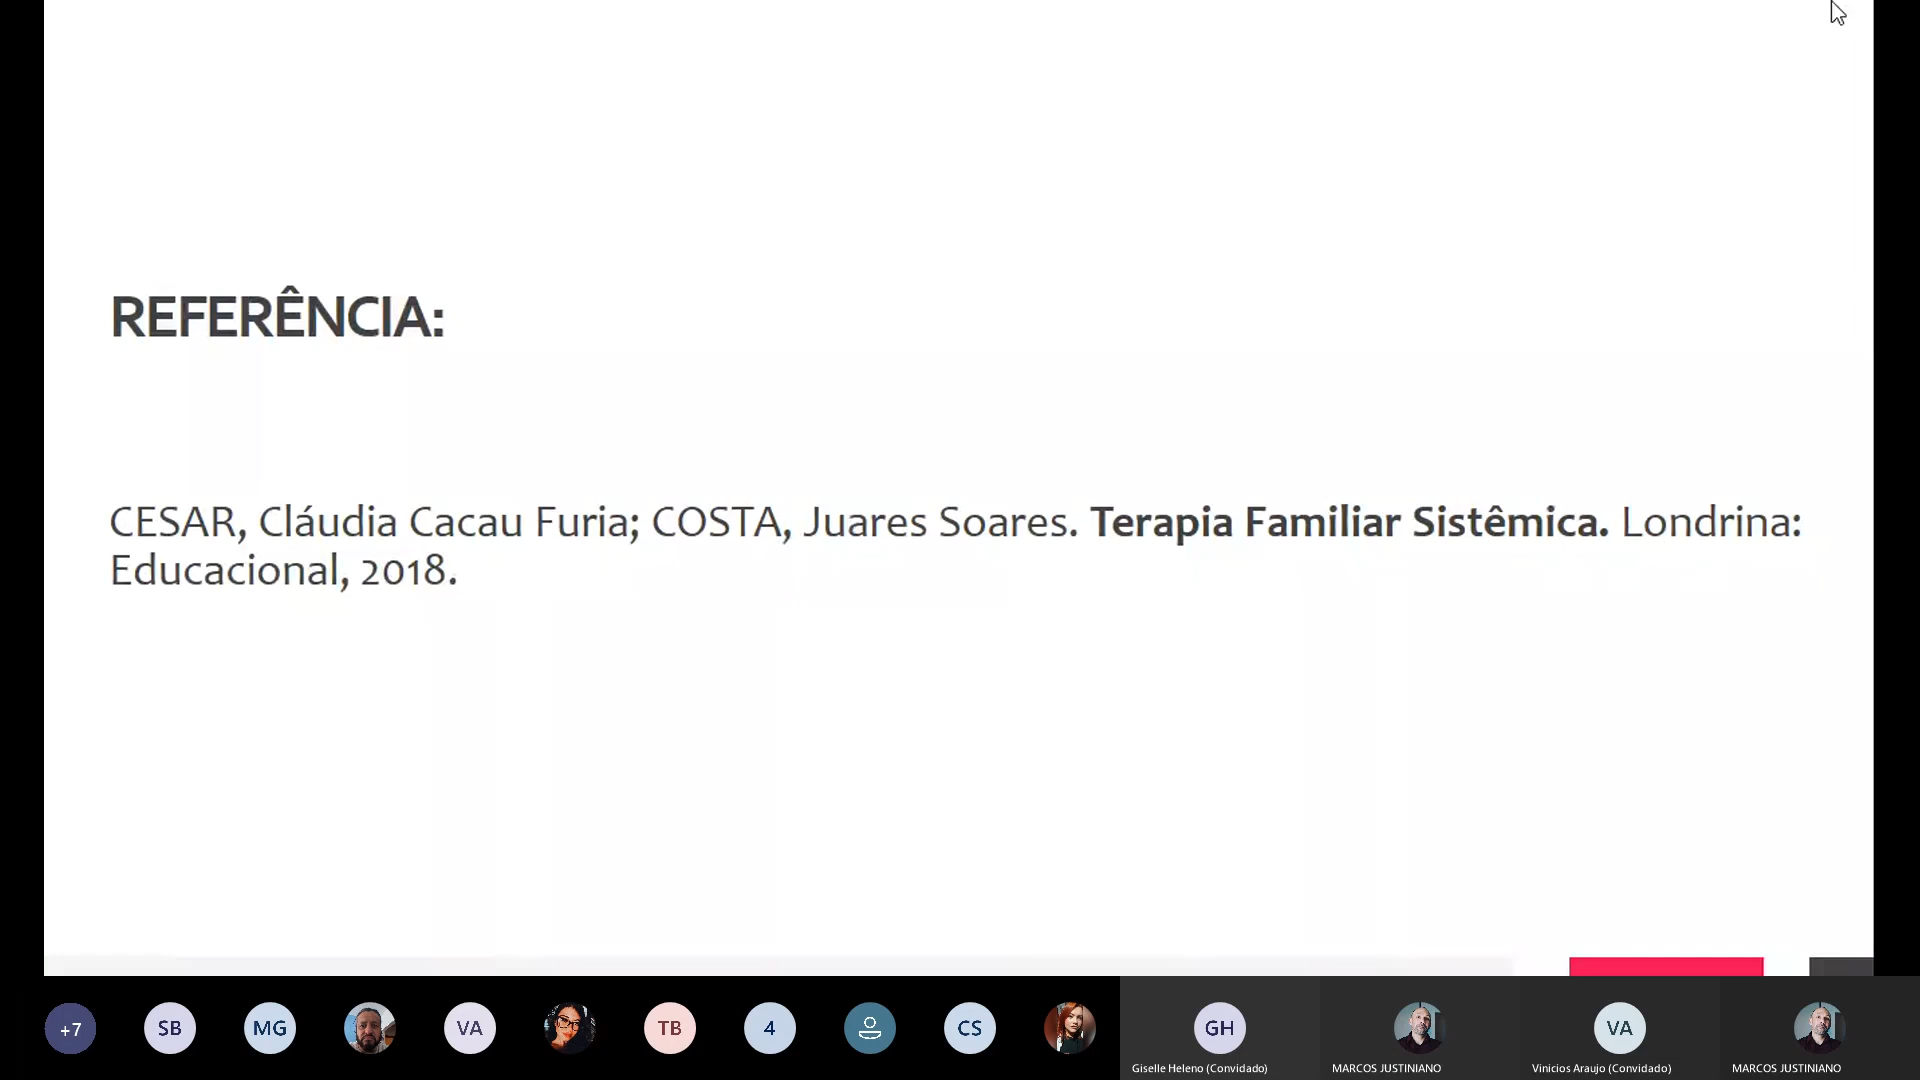 REFERÊNCIA:
CESAR, Cláudia Cacau Furia; COSTA, Juares Soares. Terapia Familiar Sistêmica. Londrina:
Educacional, 2018.
+7
SB
MG
VA
TB
4
CS
GH
VA
Giselle Heleno (Convidado)
MARCOS JUSTINIANO
Vinicios Araujo (Convidado)
MARCOS JUSTINIANO